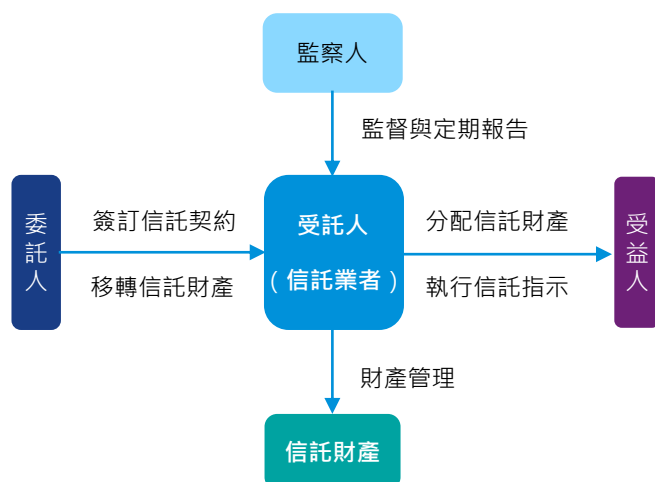 監察人
監督與定期報告
委託人
簽訂信託契約
移轉信託財產
受託人
（信託業者）
分配信託財產
執行信託指示
受益人
財產管理
信託財產